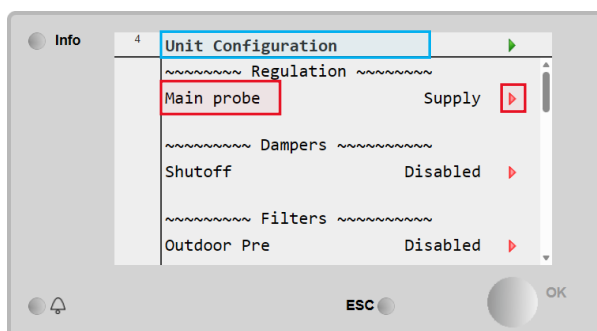 Info
4
Unit Configuration
~~~~~~~~ Regulation ~~~~~~~~
Main probe Supply
~~~~~~~~~ Dampers ~~~~~~~~~~
Shutoff Disabled
~~~~~~~~~ Filters ~~~~~~~~~~
Outdoor Pre Disabled
ESC
OK